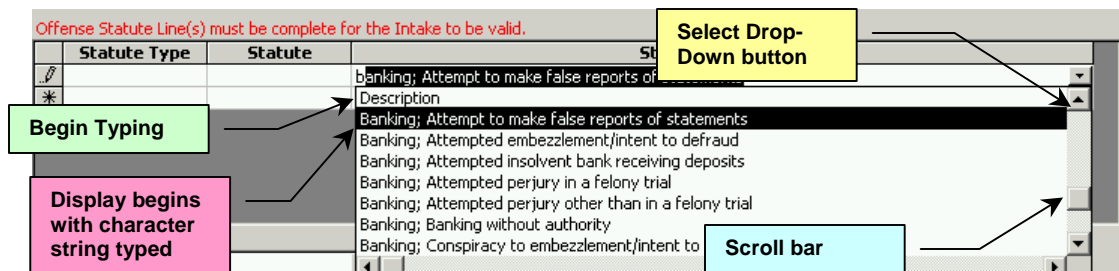 Offense Statute Line(s) must be complete for the Intake to be valid.
Statute Type Statute St
Select Drop-
Down button
banking; Attempt to make false reports of statements
Description
Begin Typing
Banking; Attempt to make false reports of statements
Banking; Attempted embezzlement/intent to defraud
Banking; Attempted insolvent bank receiving deposits
Banking; Attempted perjury in a felony trial
Banking; Attempted perjury other than in a felony trial
Banking; Banking without authority
Banking; Conspiracy to embezzlement/intent to
Display begins
with character
string typed
Scroll bar